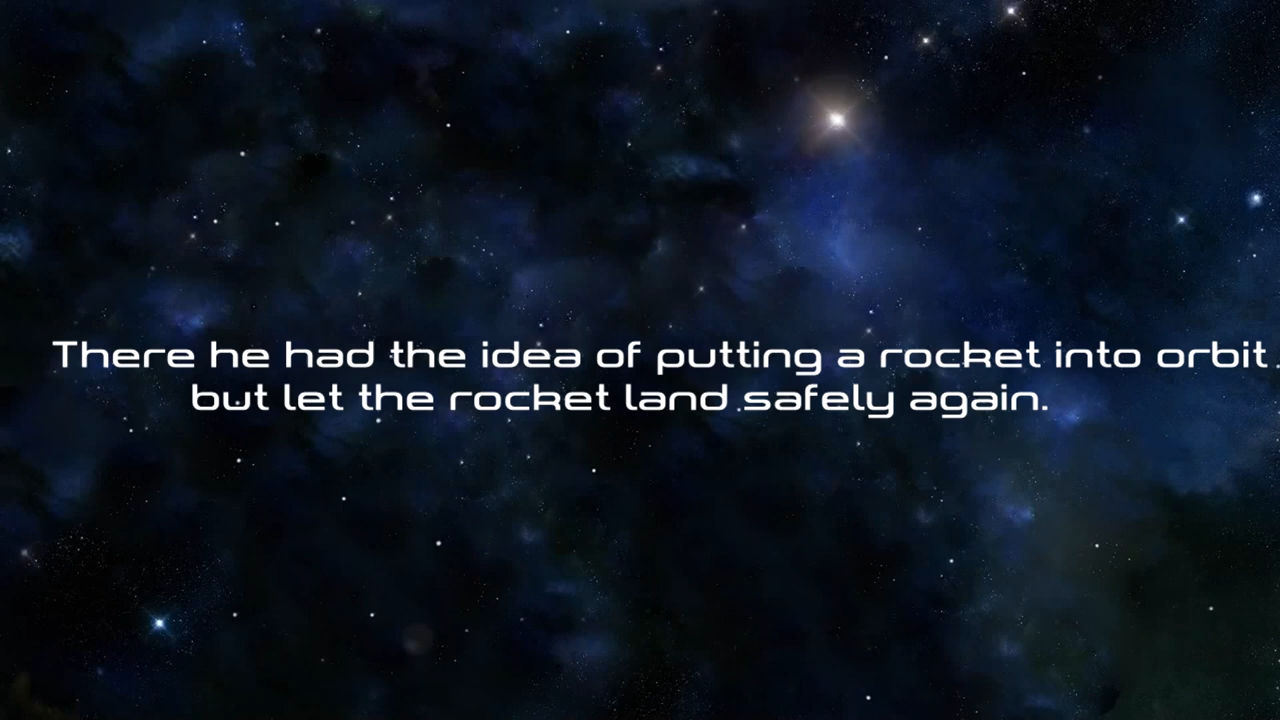 There he had the idea of putting a rocket into orbit.
but let the rocket land safely again.